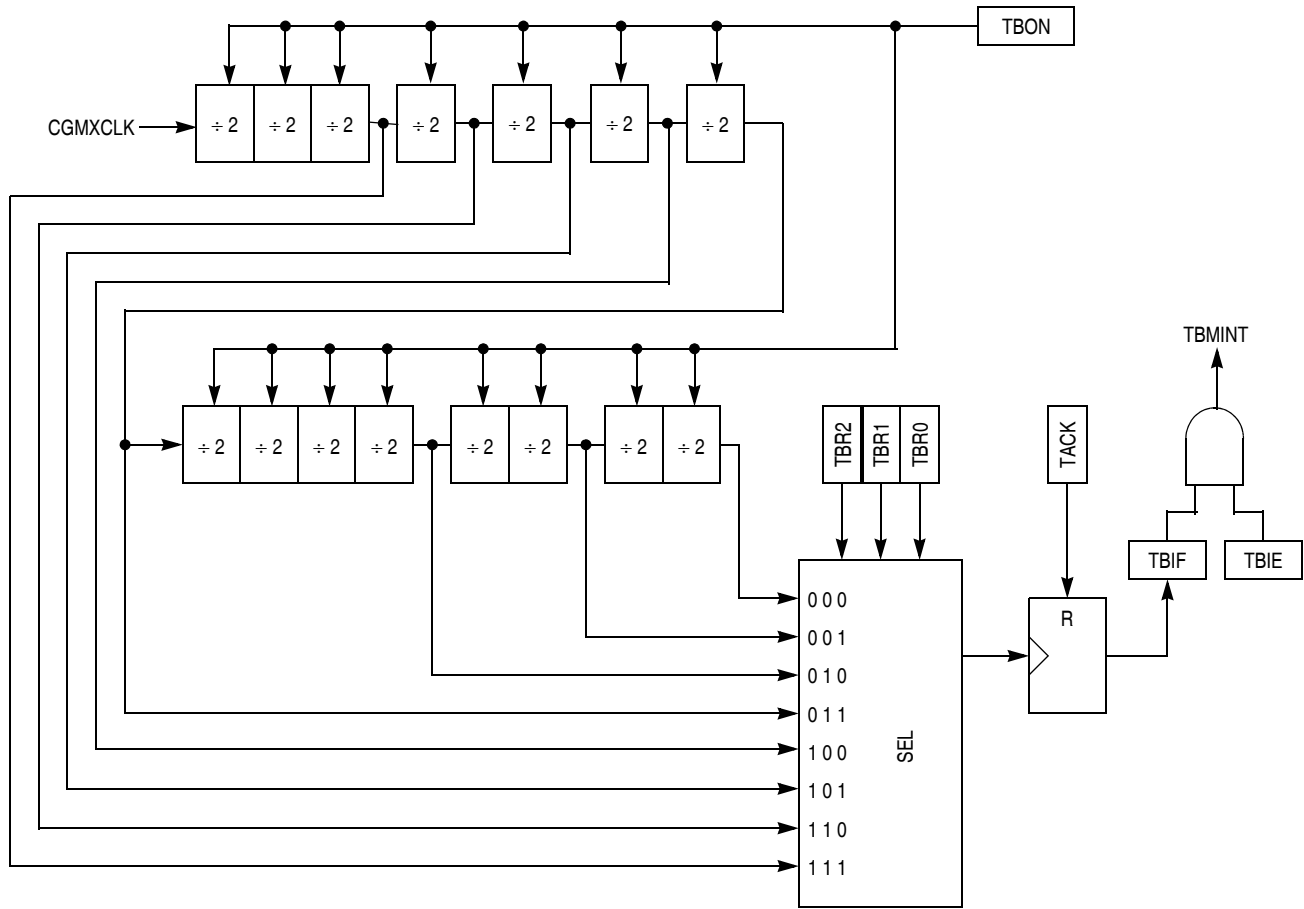 TBON
CGMXCLK
÷ 2 ÷ 2 ÷ 2 ÷ 2 ÷ 2 ÷ 2 ÷ 2
TBMINT
÷ 2 ÷ 2 ÷ 2 ÷ 2 ÷ 2 ÷ 2 ÷ 2 ÷ 2
TBR2
TBR1
TBR0
TACK
TBIF
TBIE
0 0 0
0 0 1
0 1 0
0 1 1
1 0 0
1 0 1
1 1 0
1 1 1
SEL
R